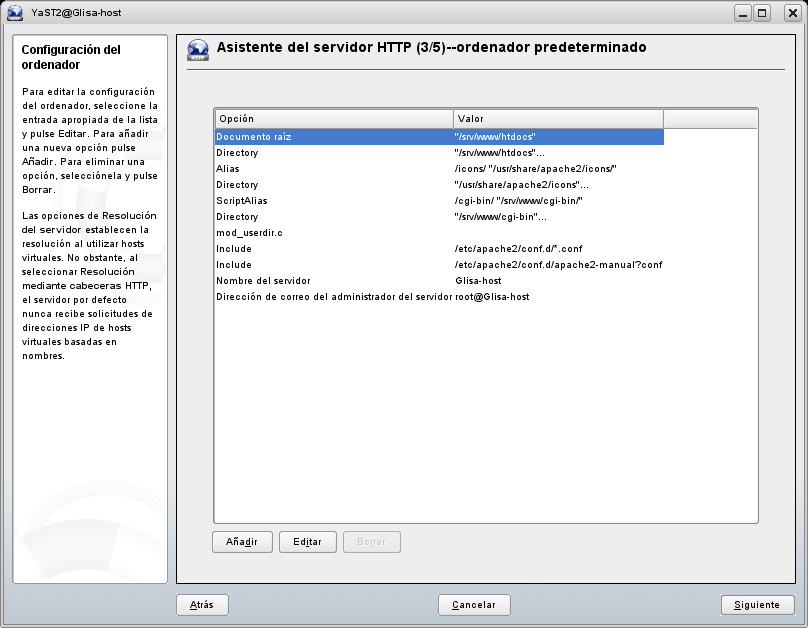 YaST2@Glisa-host
Configuración del
ordenador
Para editar la configuración
del ordenador, seleccione la
entrada apropiada de la lista
y pulse Editar. Para añadir
una nueva opción pulse
Añadir. Para eliminar una
opción, selecciónela y pulse
Borrar.
Las opciones de Resolución
del servidor establecen la
resolución al utilizar hosts
virtuales. No obstante, al
seleccionar Resolución
mediante cabeceras HTTP,
el servidor por defecto
nunca recibe solicitudes de
direcciones IP de hosts
virtuales basadas en
nombres.
Asistente del servidor HTTP (3/5)--ordenador predeterminado
Opción Valor
Documento raíz "/srv/www/htdocs"
Directory "/srv/www/htdocs"...
Alias /icons/ "/usr/share/apache2/icons/"
Directory "/usr/share/apache2/icons"...
ScriptAlias /cgi-bin/ "/srv/www/cgi-bin/"
Directory "/srv/www/cgi-bin"...
mod_userdir.c
Include /etc/apache2/conf.d/*.conf
Include /etc/apache2/conf.d/apache2-manual?conf
Nombre del servidor Glisa-host
Dirección de correo del administrador del servidor root@Glisa-host
Añadir Editar Borrar
Atrás Cancelar Siguiente